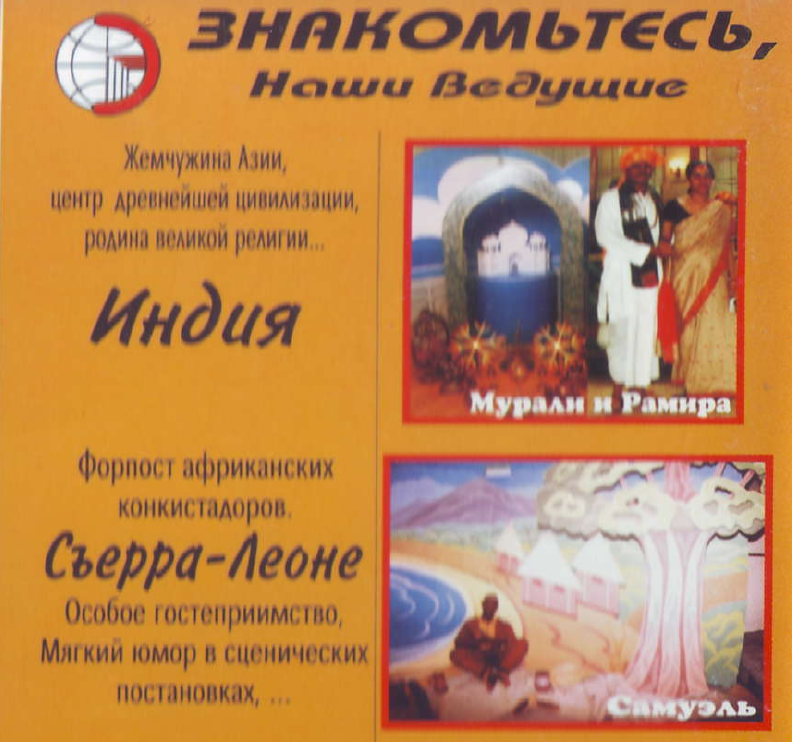 ЗНАКОМЬТЕСЬ,
Наши Ведущие
Жемчужина Азии,
центр древнейшей цивилизации,
родина великой религии...
Индия
Мурали и Рамира
Форпост африканских
конкистадоров.
Съерра-Леоне
Особое гостеприимство,
Мягкий юмор в сценических
постановках, ...
Самуэль